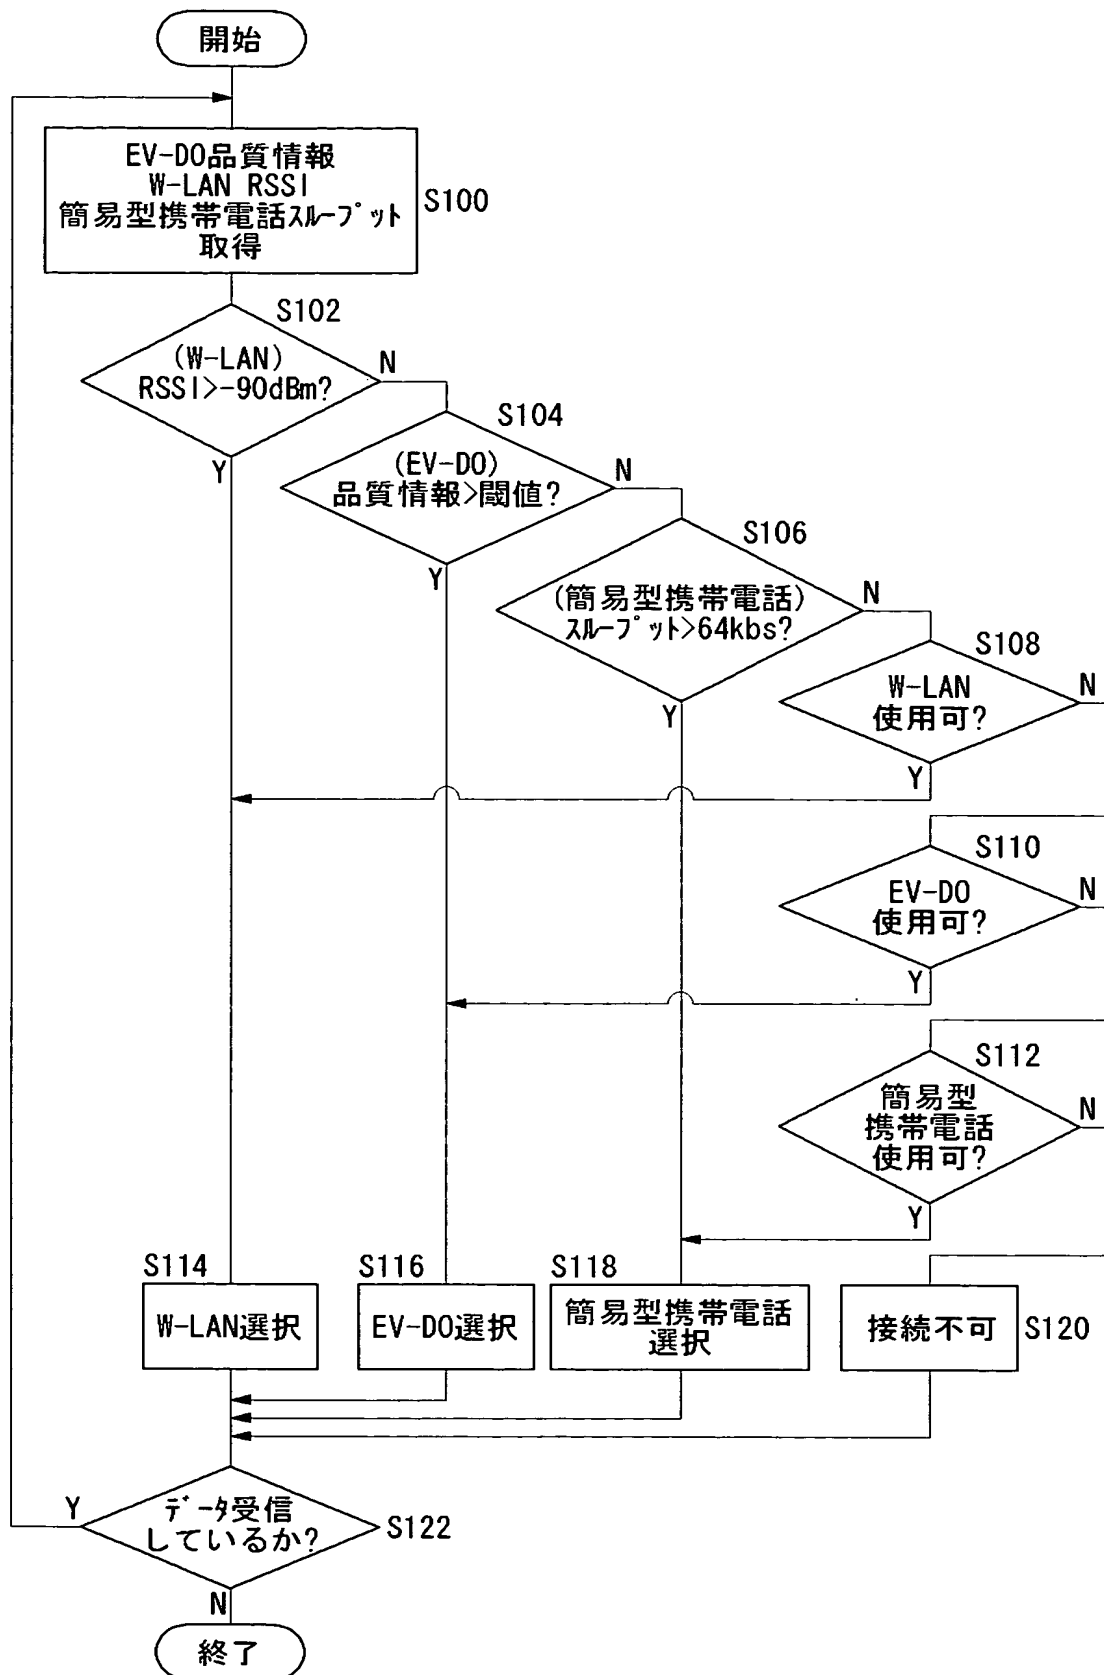 開始
EV-DO品質情報
W-LAN RSSI
簡易型携帯電話ｽﾙｰﾌﾟｯﾄ
取得
S100
S102
(W-LAN)
RSSI>-90dBm?
N
Y
S104
(EV-DO)
品質情報>閾値?
N
Y
S106
(簡易型携帯電話)
ｽﾙｰﾌﾟｯﾄ>64kbs?
N
Y
S108
W-LAN
使用可?
N
Y
S110
EV-DO
使用可?
N
Y
S112
簡易型
携帯電話
使用可?
N
Y
S114
W-LAN選択
S116
EV-DO選択
S118
簡易型携帯電話
選択
接続不可
S120
ﾃﾞｰﾀ受信
しているか?
S122
Y
N
終了